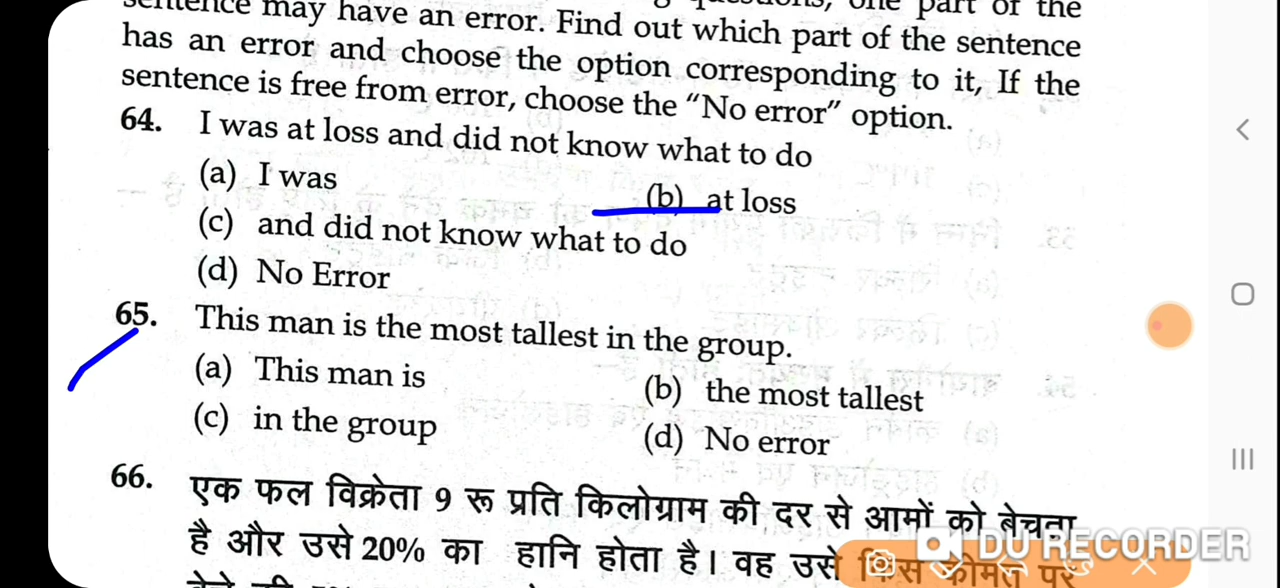 sentence may have an error. Find out which part of the sentence
has an error and choose the option corresponding to it, If the
sentence is free from error, choose the “No error” option.
64. I was at loss and did not know what to do
(a) I was (b) at loss
(c) and did not know what to do
(d) No Error
65. This man is the most tallest in the group.
(a) This man is (b) the most tallest
(c) in the group (d) No error
66. एक फल विक्रेता 9 रू प्रति किलोग्राम की दर से आमों को बेचता
है और उसे 20% का हानि होता है। वह उसे किस कीमत पर
DU RECORDER